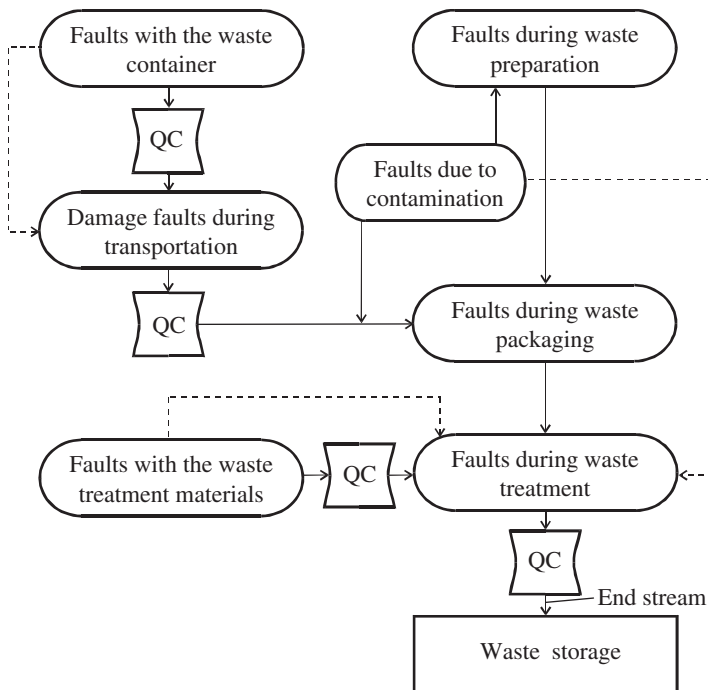 Faults with the waste
container
Faults during waste
preparation
QC
Faults due to
contamination
Damage faults during
transportation
QC
Faults during waste
packaging
Faults with the waste
treatment materials
QC
Faults during waste
treatment
QC
End stream
Waste storage